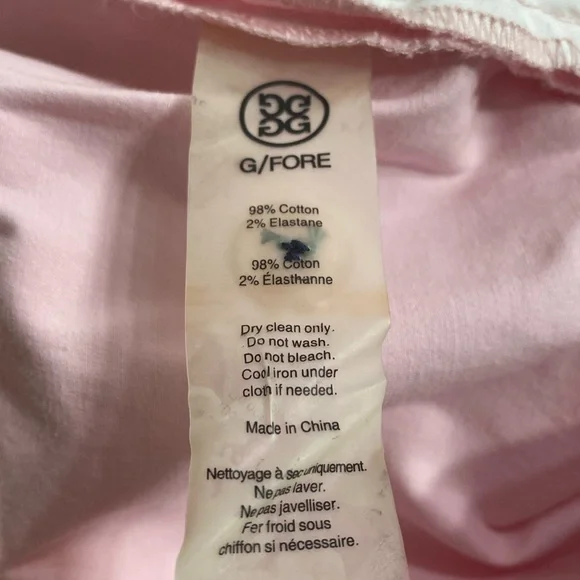 G/FORE
98% Cotton
2% Elastane
98% Coton
2% Élasthanne
Dry clean only.
Do not wash.
Do not bleach.
Cool iron under
cloth if needed.
Made in China
Nettoyage à sec uniquement.
Ne pas laver.
Ne pas javelliser.
Fer froid sous
chiffon si nécessaire.